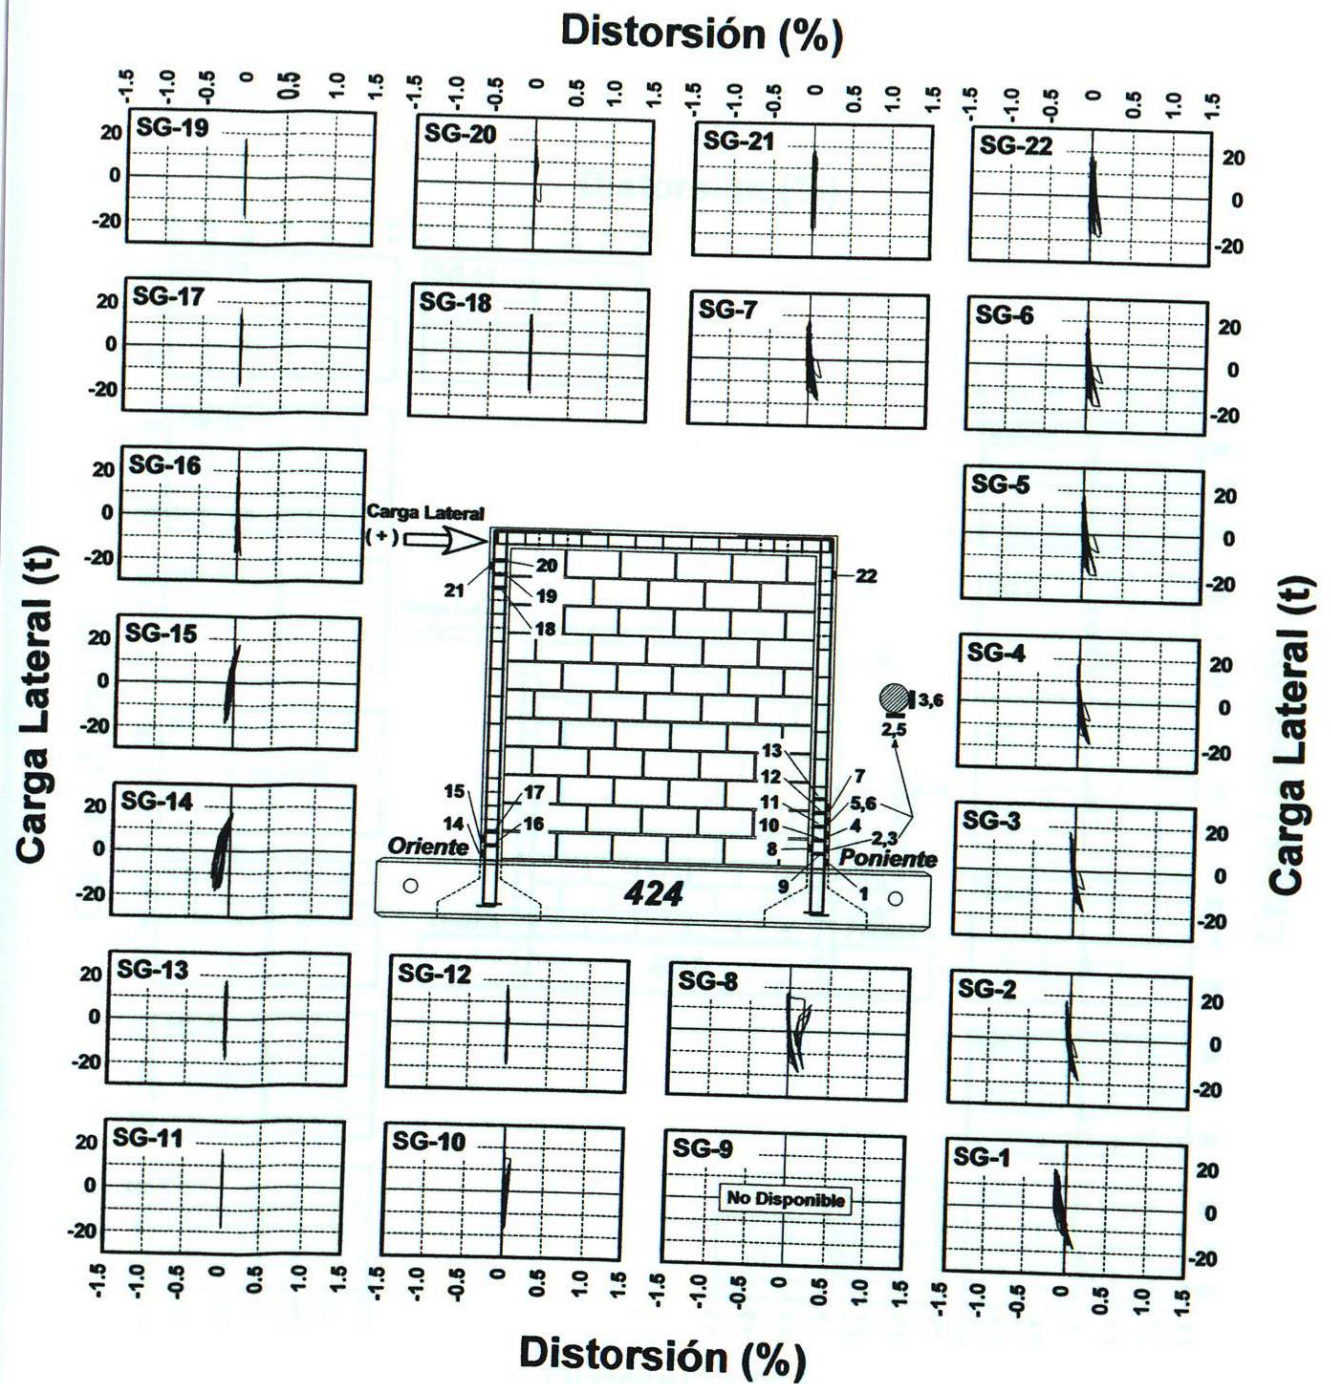 Distorsión (%)
-1.5 -1.0 -0.5 0 0.5 1.0 1.5
-1.5 -1.0 -0.5 0 0.5 1.0 1.5
-1.5 -1.0 -0.5 0 0.5 1.0 1.5
-1.5 -1.0 -0.5 0 0.5 1.0 1.5
20 SG-19 SG-20 SG-21 SG-22 20
0 0
-20 -20
20 SG-17 SG-18 SG-7 SG-6 20
0 0
-20 -20
20 SG-16 SG-5 20
0 0
-20 -20
Carga Lateral
(+)
20
21 22
19
18
Carga Lateral (t)
Carga Lateral (t)
20 SG-15 SG-4 20
0 0
-20 -20
3,6
2,5
13
12 7
15 17 11 5,6
14 16 10 4
8 2,3
Oriente Poniente
9 1
424
20 SG-14 SG-3 20
0 0
-20 -20
20 SG-13 SG-12 SG-8 SG-2 20
0 0
-20 -20
20 SG-11 SG-10 SG-9 SG-1 20
No Disponible
0 0
-20 -20
-1.5 -1.0 -0.5 0 0.5 1.0 1.5
-1.5 -1.0 -0.5 0 0.5 1.0 1.5
-1.5 -1.0 -0.5 0 0.5 1.0 1.5
-1.5 -1.0 -0.5 0 0.5 1.0 1.5
Distorsión (%)